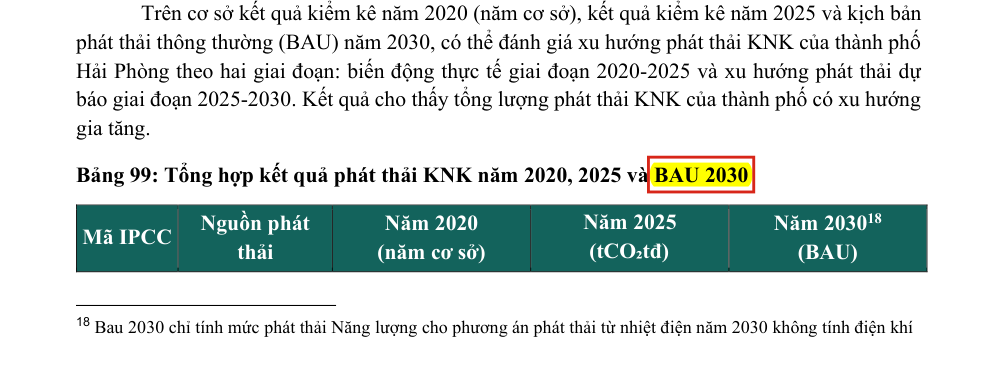 Trên cơ sở kết quả kiểm kê năm 2020 (năm cơ sở), kết quả kiểm kê năm 2025 và kịch bản
phát thải thông thường (BAU) năm 2030, có thể đánh giá xu hướng phát thải KNK của thành phố
Hải Phòng theo hai giai đoạn: biến động thực tế giai đoạn 2020-2025 và xu hướng phát thải dự
báo giai đoạn 2025-2030. Kết quả cho thấy tổng lượng phát thải KNK của thành phố có xu hướng
gia tăng.
Bảng 99: Tổng hợp kết quả phát thải KNK năm 2020, 2025 và BAU 2030
Mã IPCC
Nguồn phát
thải
Năm 2020
(năm cơ sở)
Năm 2025
(tCO₂tđ)
Năm 2030¹⁸
(BAU)
¹⁸ Bau 2030 chỉ tính mức phát thải Năng lượng cho phương án phát thải từ nhiệt điện năm 2030 không tính điện khí